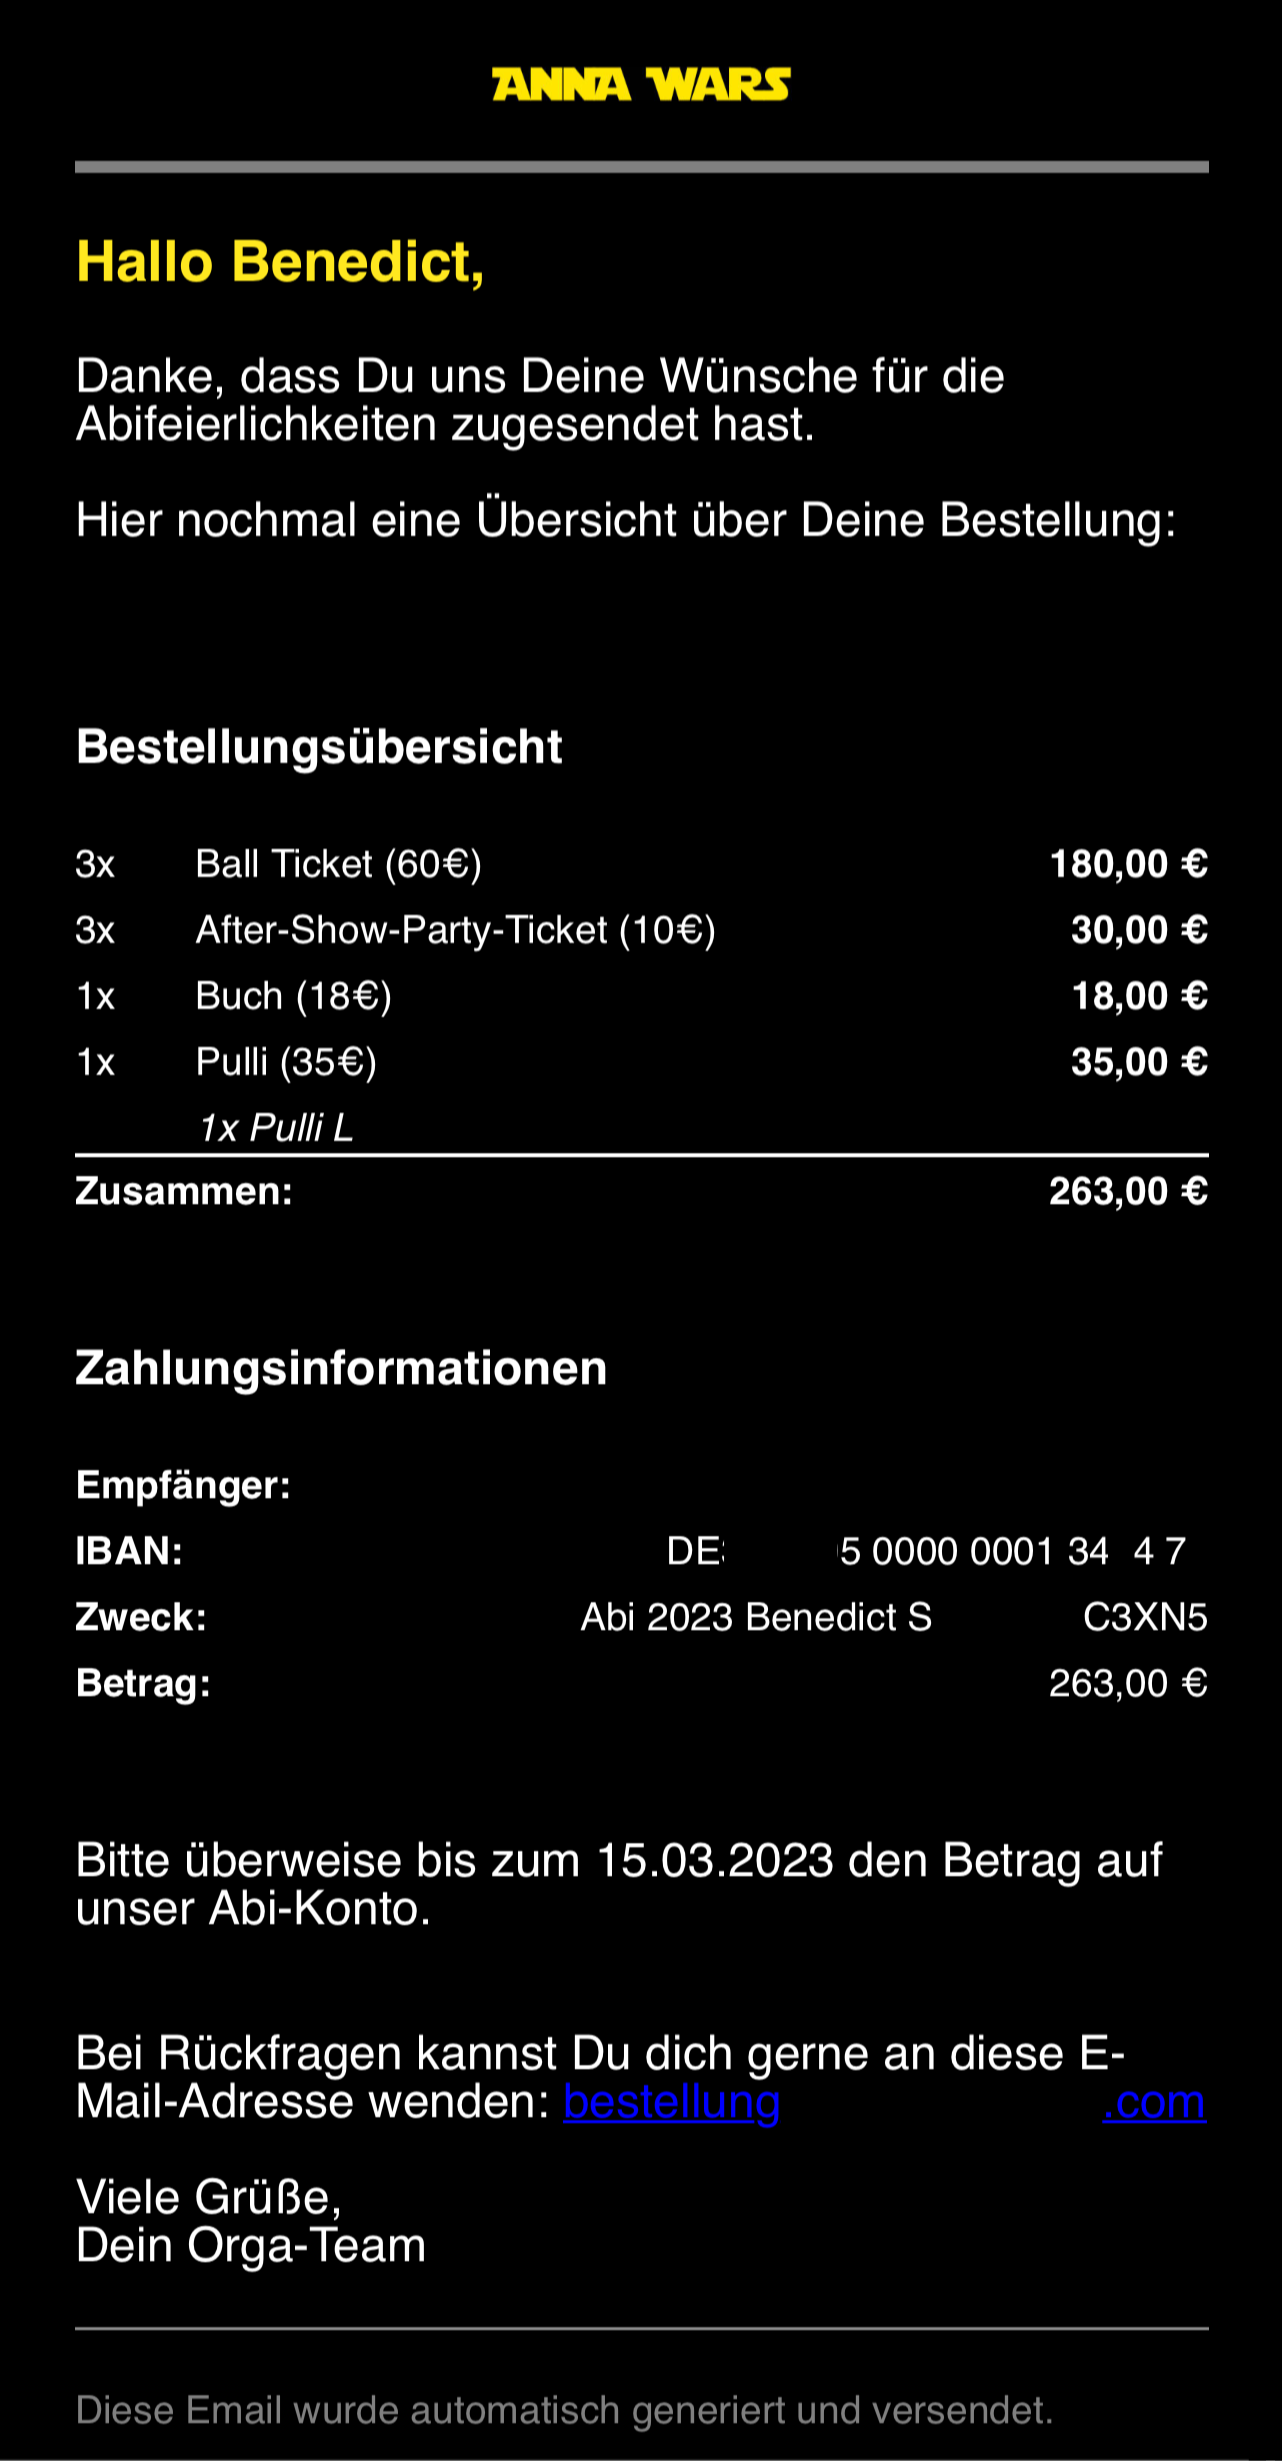 ANNA WARS
Hallo Benedict,
Danke, dass Du uns Deine Wünsche für die
Abifeierlichkeiten zugesendet hast.
Hier nochmal eine Übersicht über Deine Bestellung:
Bestellungsübersicht
3x Ball Ticket (60€) 180,00 €
3x After-Show-Party-Ticket (10€) 30,00 €
1x Buch (18€) 18,00 €
1x Pulli (35€) 35,00 €
1x Pulli L
Zusammen: 263,00 €
Zahlungsinformationen
Empfänger:
IBAN: DE 5 0000 0001 34 4 7
Zweck: Abi 2023 Benedict S C3XN5
Betrag: 263,00 €
Bitte überweise bis zum 15.03.2023 den Betrag auf
unser Abi-Konto.
Bei Rückfragen kannst Du dich gerne an diese E-
Mail-Adresse wenden: bestellung .com
Viele Grüße,
Dein Orga-Team
Diese Email wurde automatisch generiert und versendet.